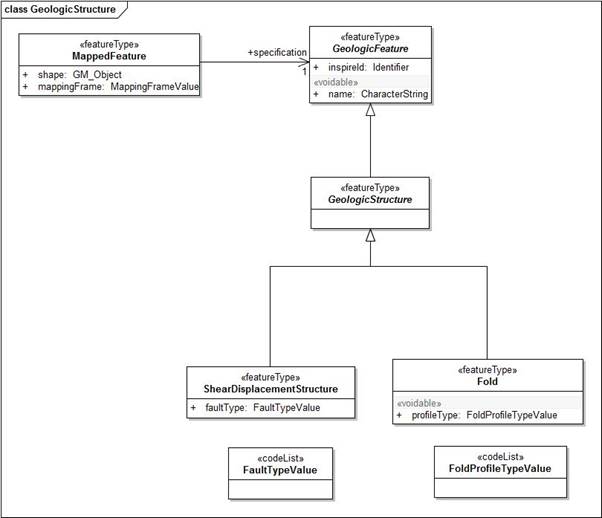 class GeologicStructure
«featureType»
MappedFeature
+ shape: GM_Object
+ mappingFrame: MappingFrameValue
+specification
1
«featureType»
GeologicFeature
+ inspireId: Identifier
«voidable»
+ name: CharacterString
«featureType»
GeologicStructure
«featureType»
ShearDisplacementStructure
+ faultType: FaultTypeValue
«featureType»
Fold
«voidable»
+ profileType: FoldProfileTypeValue
«codeList»
FaultTypeValue
«codeList»
FoldProfileTypeValue